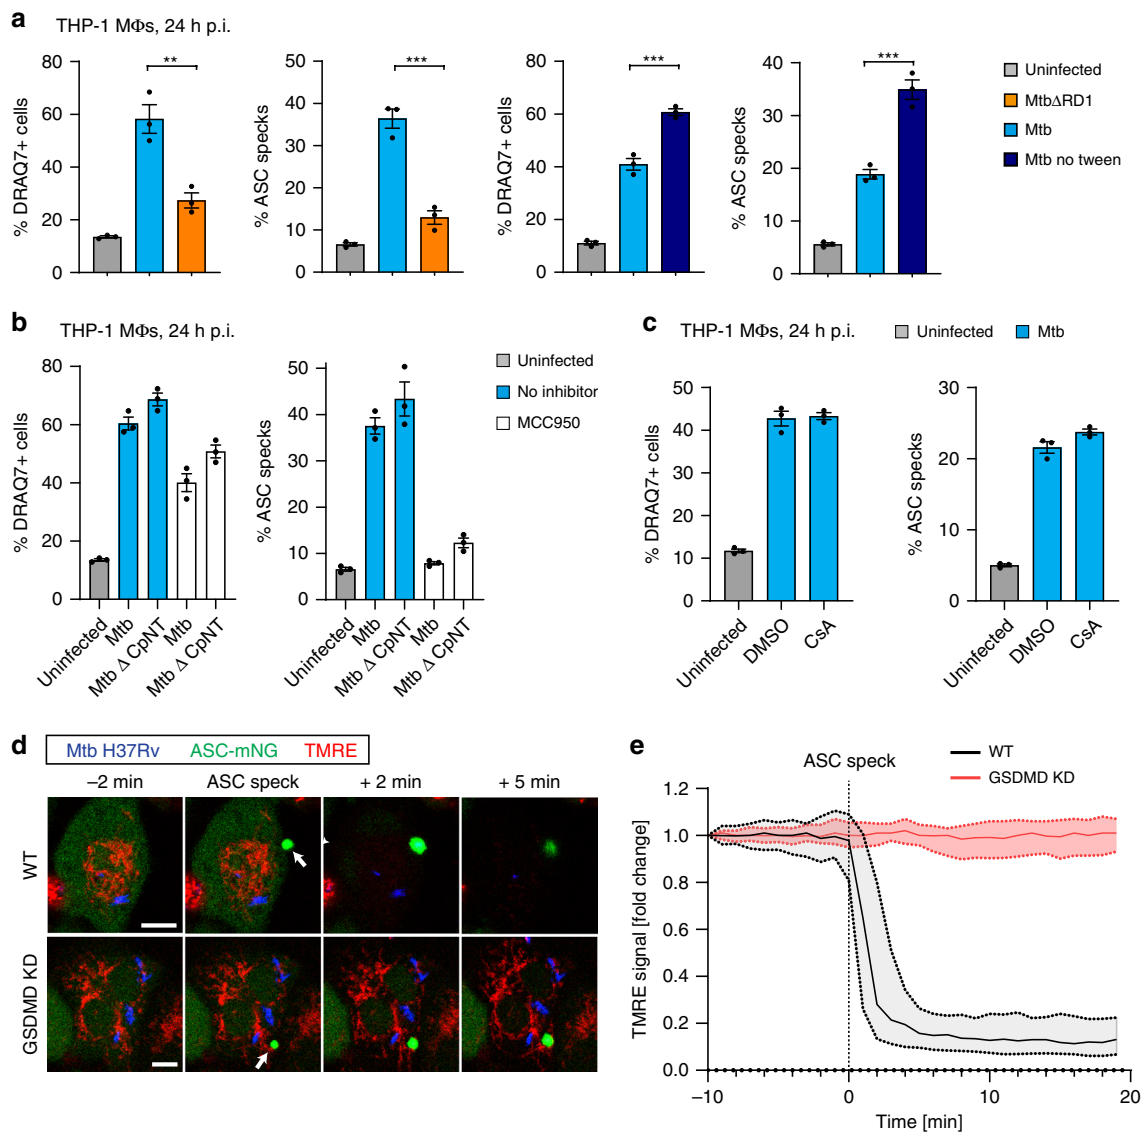 a
THP-1 MΦs, 24 h p.i.
80
60
40
20
0
% DRAQ7+ cells
**
50
40
30
20
10
0
% ASC specks
***
80
60
40
20
0
% DRAQ7+ cells
***
40
30
20
10
0
% ASC specks
***
Uninfected
MtbΔRD1
Mtb
Mtb no tween
b
THP-1 MΦs, 24 h p.i.
80
60
40
20
0
% DRAQ7+ cells
Uninfected
Mtb
Mtb Δ CpNT
Mtb
Mtb Δ CpNT
50
40
30
20
10
0
% ASC specks
Uninfected
Mtb
Mtb Δ CpNT
Mtb
Mtb Δ CpNT
Uninfected
No inhibitor
MCC950
c
THP-1 MΦs, 24 h p.i.
Uninfected
Mtb
50
40
30
20
10
0
% DRAQ7+ cells
Uninfected
DMSO
CsA
30
20
10
0
% ASC specks
Uninfected
DMSO
CsA
d
Mtb H37Rv ASC-mNG TMRE
–2 min ASC speck + 2 min + 5 min
WT
GSDMD KD
e
WT
GSDMD KD
ASC speck
1.2
1.0
0.8
0.6
0.4
0.2
0.0
TMRE signal [fold change]
–10 0 10 20
Time [min]